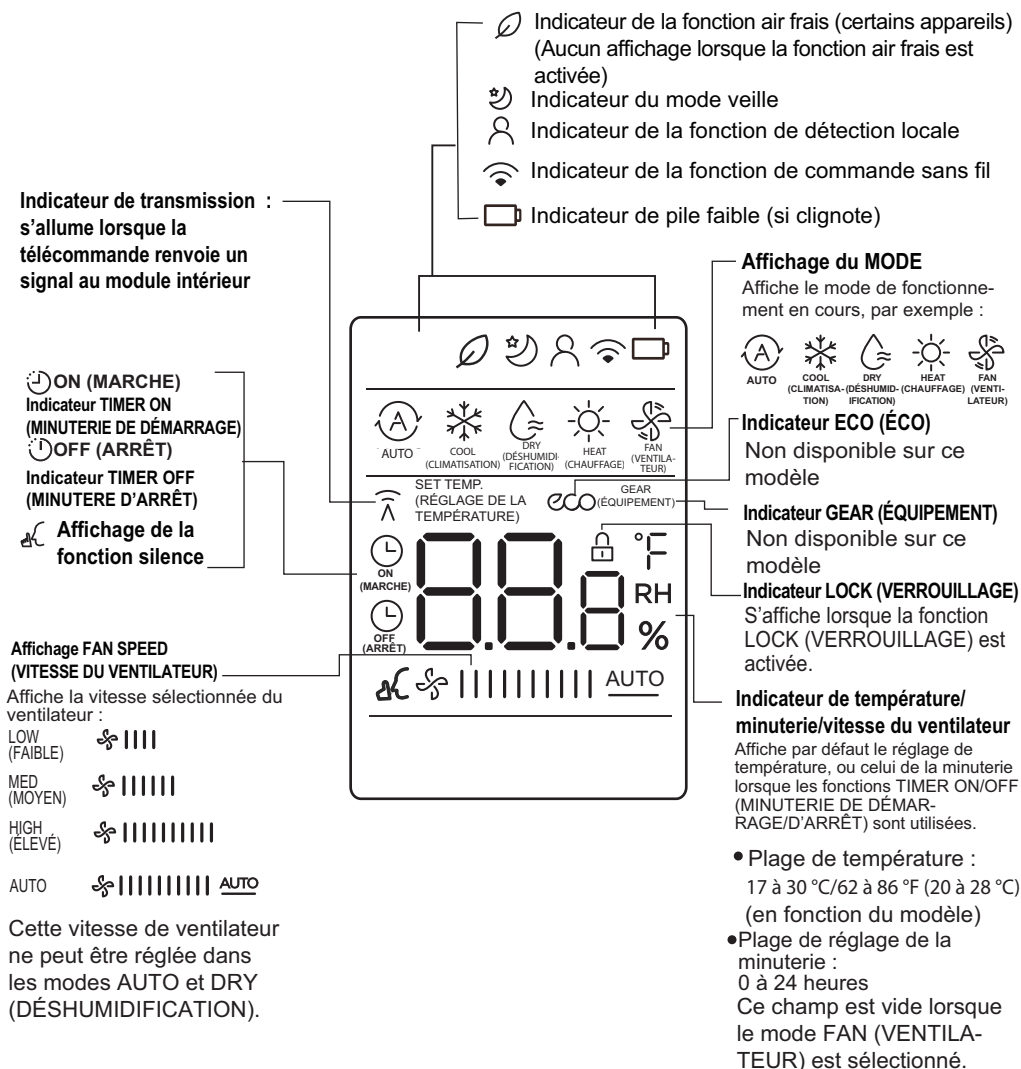 Indicateur de la fonction air frais (certains appareils)
(Aucun affichage lorsque la fonction air frais est
activée)
Indicateur du mode veille
Indicateur de la fonction de détection locale
Indicateur de la fonction de commande sans fil
Indicateur de pile faible (si clignote)
Indicateur de transmission :
s'allume lorsque la
télécommande renvoie un
signal au module intérieur
ON (MARCHE)
Indicateur TIMER ON
(MINUTERIE DE DÉMARRAGE)
OFF (ARRÊT)
Indicateur TIMER OFF
(MINUTERE D'ARRÊT)
Affichage de la
fonction silence
Affichage FAN SPEED
(VITESSE DU VENTILATEUR)
Affiche la vitesse sélectionnée du
ventilateur :
LOW
(FAIBLE)
MED
(MOYEN)
HIGH
(ÉLEVÉ)
AUTO AUTO
Cette vitesse de ventilateur
ne peut être réglée dans
les modes AUTO et DRY
(DÉSHUMIDIFICATION).
A
AUTO
COOL
(CLIMATISATION)
DRY
(DÉSHUMIDI-
FICATION)
HEAT
(CHAUFFAGE)
FAN
(VENTILA-
TEUR)
SET TEMP.
(RÉGLAGE DE LA
TEMPÉRATURE)
eco
GEAR
(ÉQUIPEMENT)
ON
(MARCHE)
OFF
(ARRÊT)
88.8
°F
RH
%
AUTO
Affichage du MODE
Affiche le mode de fonctionne-
ment en cours, par exemple :
A
AUTO
COOL
(CLIMATISA-
TION)
DRY
(DÉSHUMID-
IFICATION)
HEAT
(CHAUFFAGE)
FAN
(VENTI-
LATEUR)
Indicateur ECO (ÉCO)
Non disponible sur ce
modèle
Indicateur GEAR (ÉQUIPEMENT)
Non disponible sur ce
modèle
Indicateur LOCK (VERROUILLAGE)
S'affiche lorsque la fonction
LOCK (VERROUILLAGE) est
activée.
Indicateur de température/
minuterie/vitesse du ventilateur
Affiche par défaut le réglage de
température, ou celui de la minuterie
lorsque les fonctions TIMER ON/OFF
(MINUTERIE DE DÉMAR-
RAGE/D'ARRÊT) sont utilisées.
• Plage de température :
17 à 30 °C/62 à 86 °F (20 à 28 °C)
(en fonction du modèle)
•Plage de réglage de la
minuterie :
0 à 24 heures
Ce champ est vide lorsque
le mode FAN (VENTILA-
TEUR) est sélectionné.